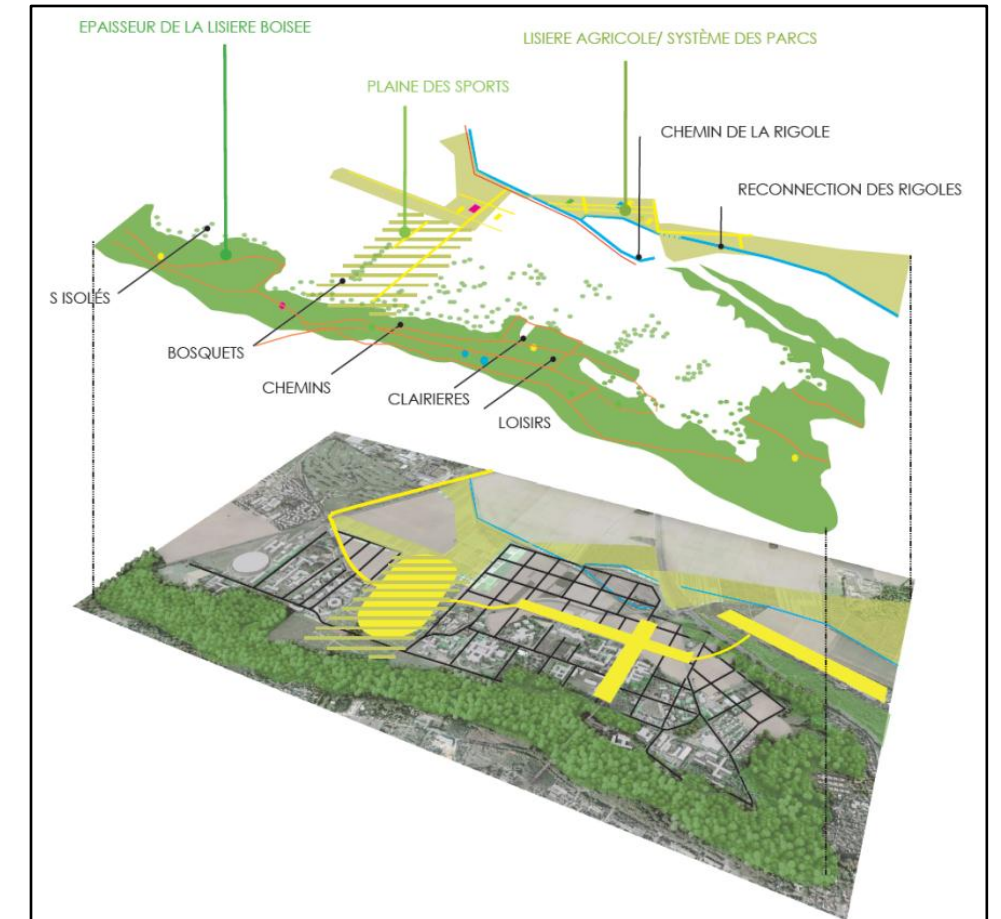 EPAISSEUR DE LA LISIERE BOISEE
LISIERE AGRICOLE/ SYSTÈME DES PARCS
PLAINE DES SPORTS
CHEMIN DE LA RIGOLE
RECONNECTION DES RIGOLES
S ISOLÉS
BOSQUETS
CHEMINS
CLAIRIERES
LOISIRS